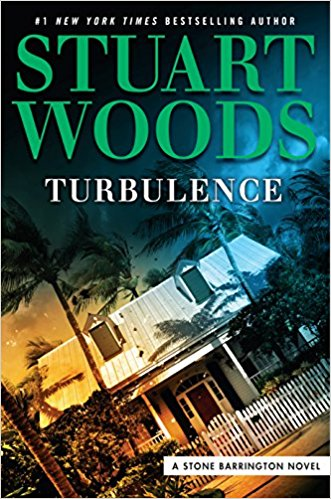 #1 NEW YORK TIMES BESTSELLING AUTHOR
STUART
WOODS
TURBULENCE
A STONE BARRINGTON NOVEL